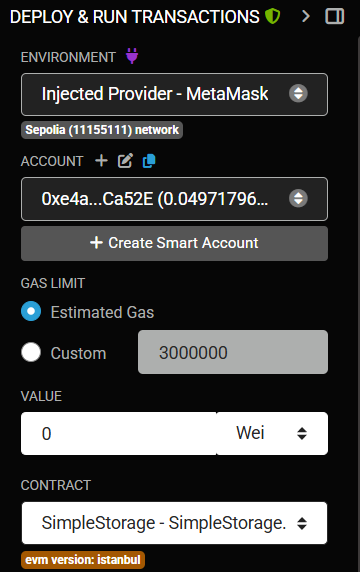 DEPLOY & RUN TRANSACTIONS
ENVIRONMENT
Injected Provider - MetaMask
Sepolia (11155111) network
ACCOUNT
0xe4a...Ca52E (0.04971796...
Create Smart Account
GAS LIMIT
Estimated Gas
Custom 3000000
VALUE
0 Wei
CONTRACT
SimpleStorage - SimpleStorage.
evm version: istanbul